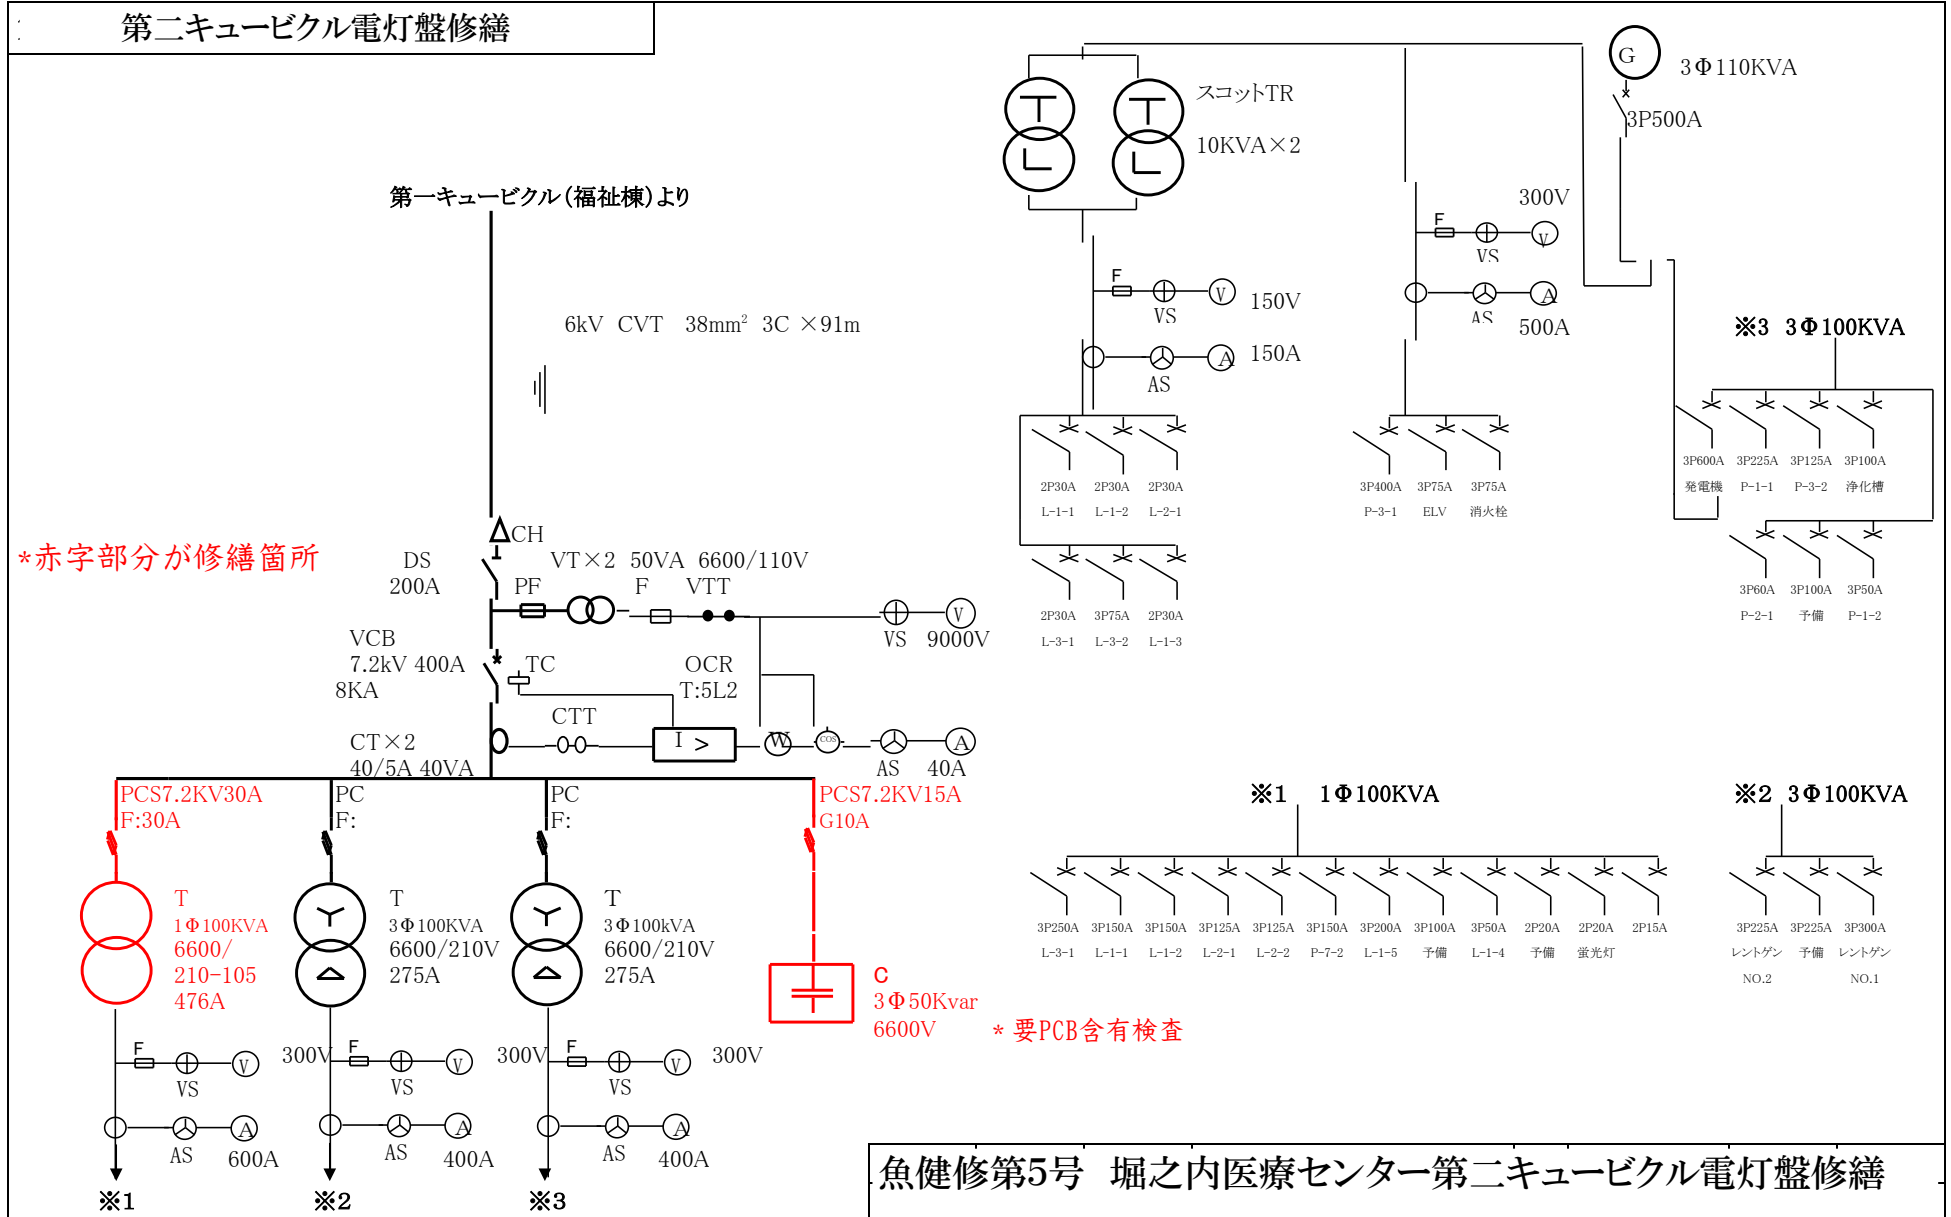 第二キュービクル電灯盤修繕
G
3Φ110KVA
3P500A
スコットTR
10KVA×2
第一キュービクル(福祉棟)より
6kV CVT 38mm² 3C ×91m
F
VS
V
150V
AS
A
150A
300V
F
VS
V
AS
A
500A
※3 3Φ100KVA
3P600A 3P225A 3P125A 3P100A
発電機 P-1-1 P-3-2 浄化槽
3P60A 3P100A 3P50A
P-2-1 予備 P-1-2
2P30A 2P30A 2P30A
L-1-1 L-1-2 L-2-1
2P30A 3P75A 2P30A
L-3-1 L-3-2 L-1-3
3P400A 3P75A 3P75A
P-3-1 ELV 消火栓
*赤字部分が修繕箇所
CH
DS
200A
VT×2 50VA 6600/110V
PF F VTT
VS
V
9000V
VCB
7.2kV 400A
8KA
TC
OCR
T:5L2
CTT
I >
W
COS
AS
A
40A
CT×2
40/5A 40VA
PCS7.2KV30A
F:30A
PC
F:
PC
F:
PCS7.2KV15A
G10A
T
1Φ100KVA
6600/
210-105
476A
T
3Φ100KVA
6600/210V
275A
T
3Φ100kVA
6600/210V
275A
C
3Φ50Kvar
6600V
* 要PCB含有検査
F
VS
V
300V
F
VS
V
300V
F
VS
V
300V
AS
A
600A
AS
A
400A
AS
A
400A
※1
※2
※3
※1 1Φ100KVA
3P250A 3P150A 3P150A 3P125A 3P125A 3P150A 3P200A 3P100A 3P50A 2P20A 2P20A 2P15A
L-3-1 L-1-1 L-1-2 L-2-1 L-2-2 P-7-2 L-1-5 予備 L-1-4 予備 蛍光灯
※2 3Φ100KVA
3P225A 3P225A 3P300A
レントゲン 予備 レントゲン
NO.2 NO.1
魚健修第5号 堀之内医療センター第二キュービクル電灯盤修繕